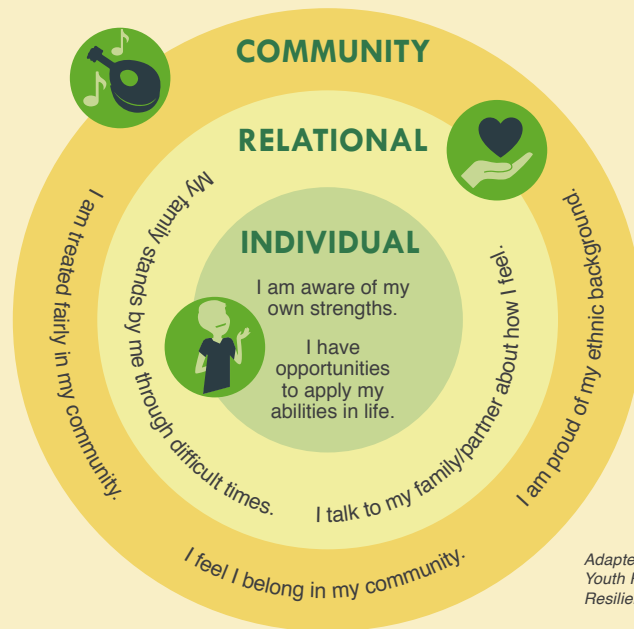 COMMUNITY
I am treated fairly in my community.
I feel I belong in my community.
I am proud of my ethnic background.
RELATIONAL
My family stands by me through difficult times.
I talk to my family/partner about how I feel.
INDIVIDUAL
I am aware of my
own strengths.
I have
opportunities
to apply my
abilities in life.
Youth